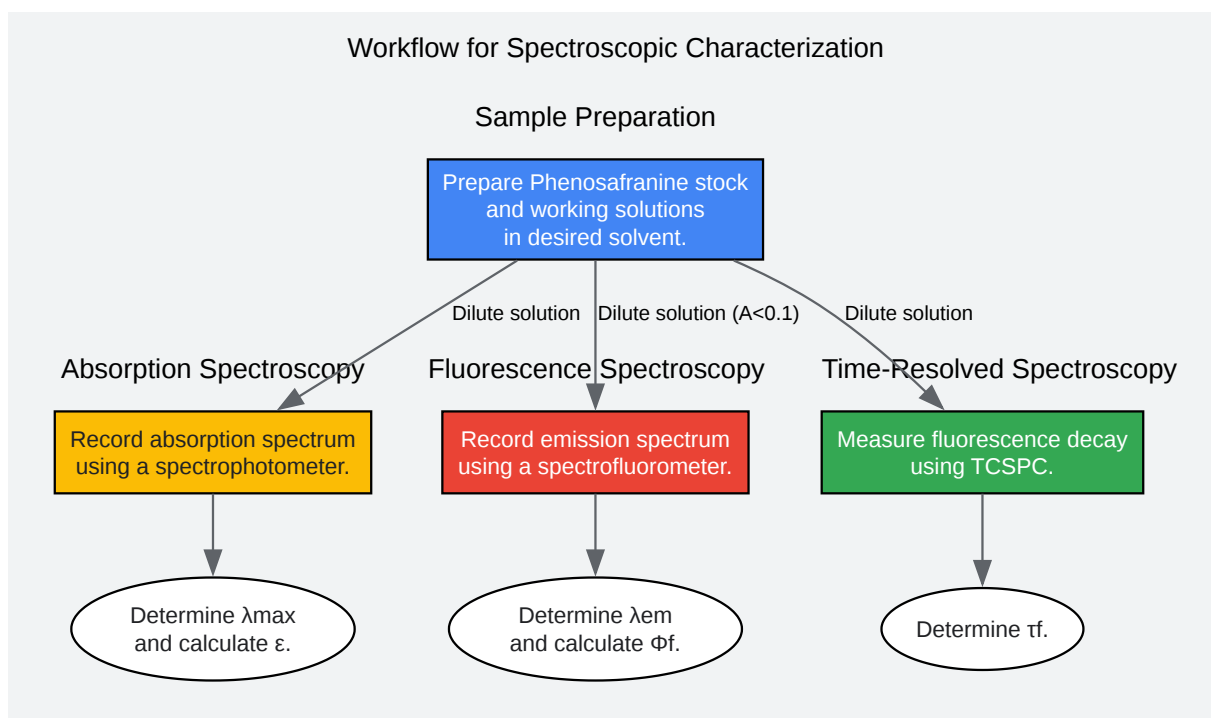 Workflow for Spectroscopic Characterization
Sample Preparation
Prepare Phenosafranine stock
and working solutions
in desired solvent.
Dilute solution
Dilute solution (A<0.1)
Dilute solution
Absorption Spectroscopy
Fluorescence Spectroscopy
Time-Resolved Spectroscopy
Record absorption spectrum
using a spectrophotometer.
Record emission spectrum
using a spectrofluorometer.
Measure fluorescence decay
using TCSPC.
Determine λmax
and calculate ε.
Determine λem
and calculate Φf.
Determine τf.